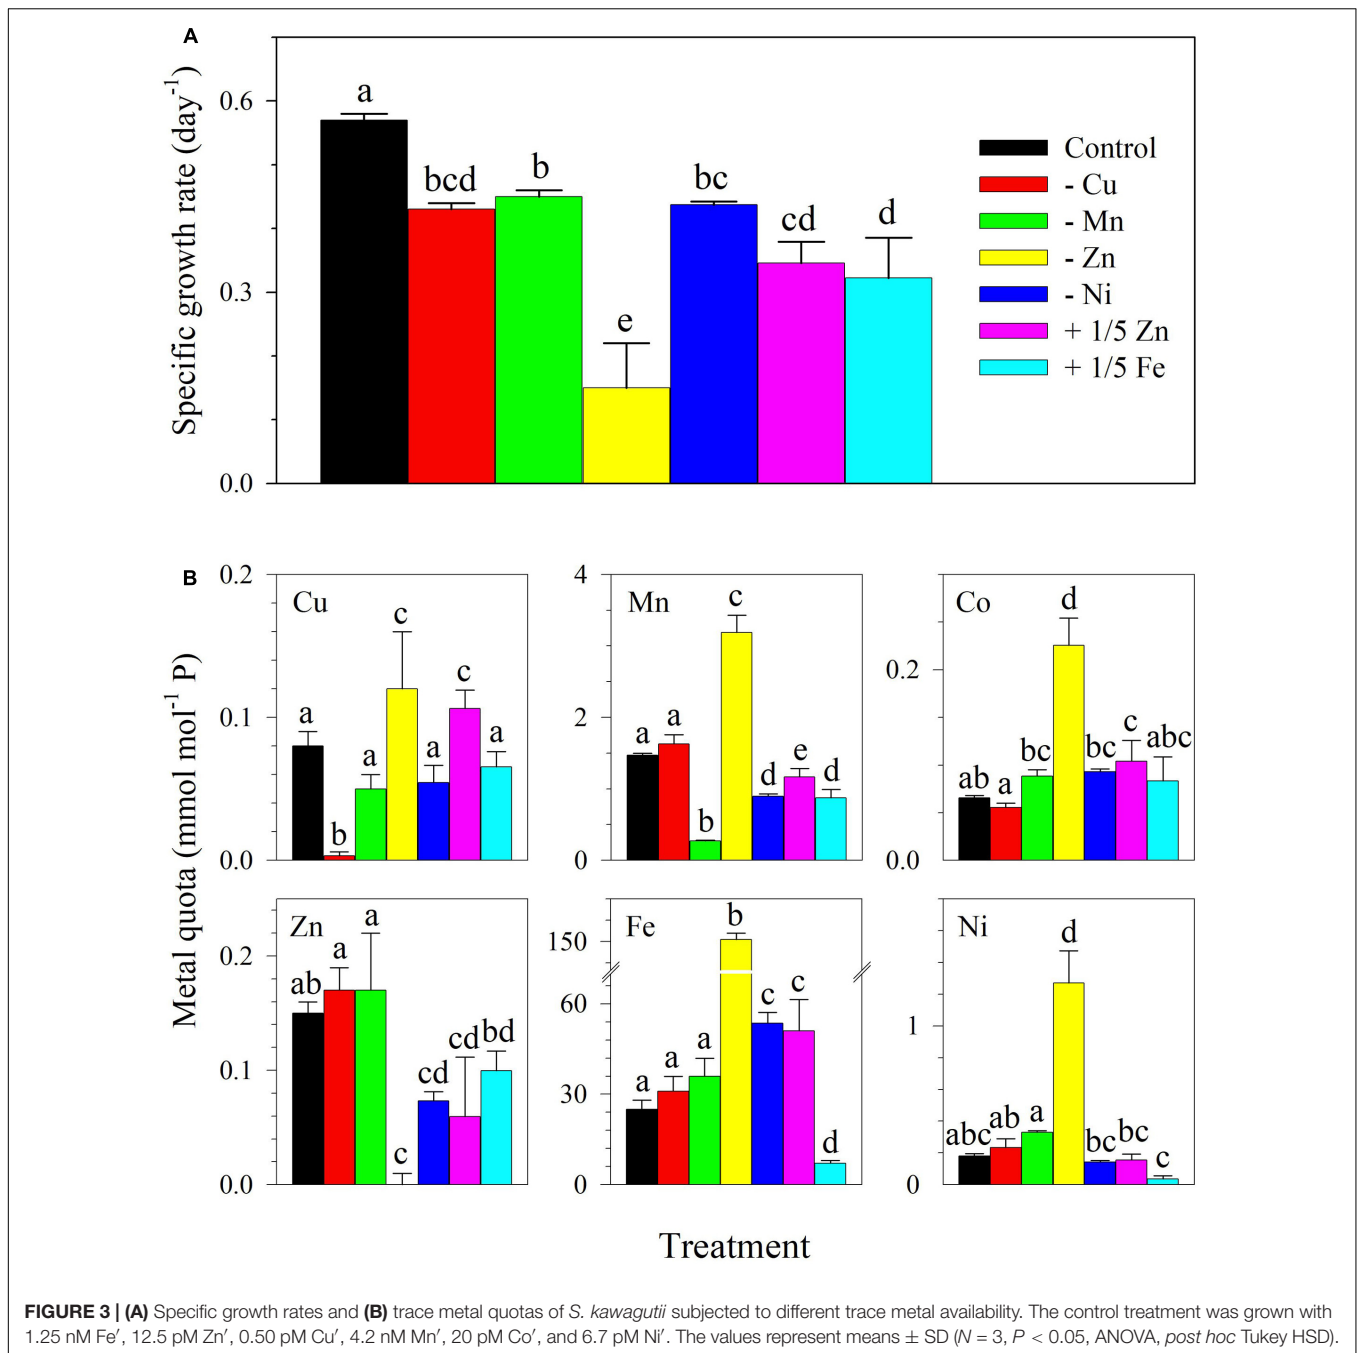 A
Specific growth rate (day-1)
0.6
0.3
0.0
a
bcd
b
e
bc
cd
d
Control
- Cu
- Mn
- Zn
- Ni
+ 1/5 Zn
+ 1/5 Fe
B
Metal quota (mmol mol-1 P)
0.2
0.1
0.0
Cu
a
b
a
c
a
c
a
4
2
0
Mn
a
a
b
c
d
e
d
0.2
0.0
Co
ab
a
bc
d
bc
c
abc
0.2
0.1
0.0
Zn
ab
a
a
c
cd
cd
bd
150
60
30
0
Fe
a
a
a
b
c
c
d
1
0
Ni
abc
ab
a
d
bc
bc
c
Treatment
FIGURE 3 | (A) Specific growth rates and (B) trace metal quotas of S. kawagutii subjected to different trace metal availability. The control treatment was grown with
1.25 nM Fe′, 12.5 pM Zn′, 0.50 pM Cu′, 4.2 nM Mn′, 20 pM Co′, and 6.7 pM Ni′. The values represent means ± SD (N = 3, P < 0.05, ANOVA, post hoc Tukey HSD).